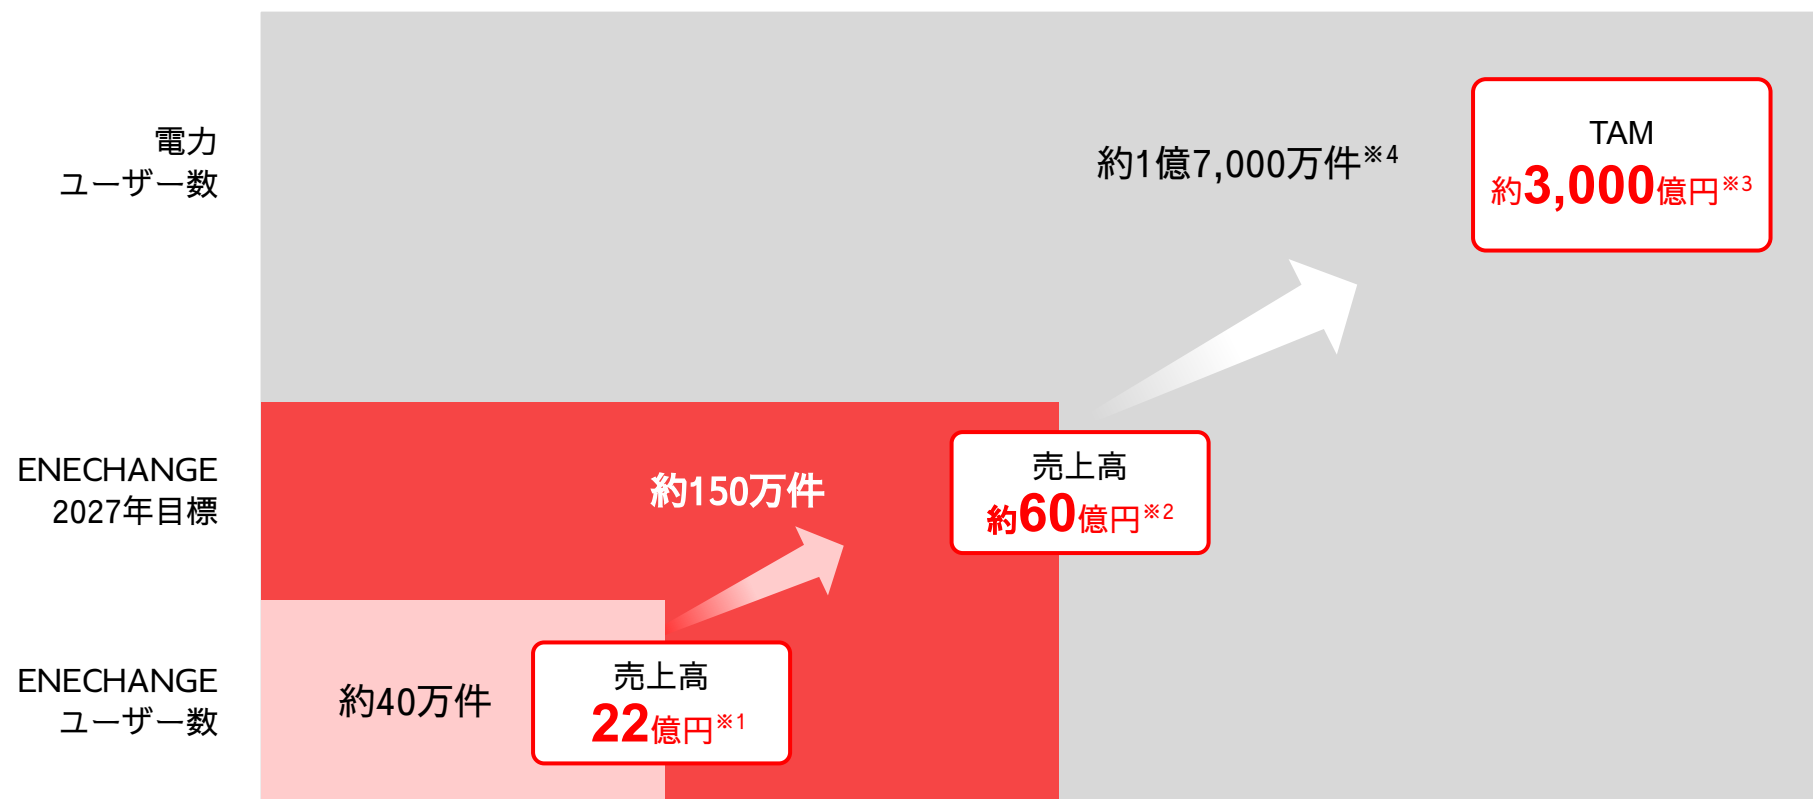 電力
ユーザー数
約1億7,000万件※4
TAM
約3,000億円※3
ENECHANGE
2027年目標
約150万件
売上高
約60億円※2
ENECHANGE
ユーザー数
約40万件
売上高
22億円※1